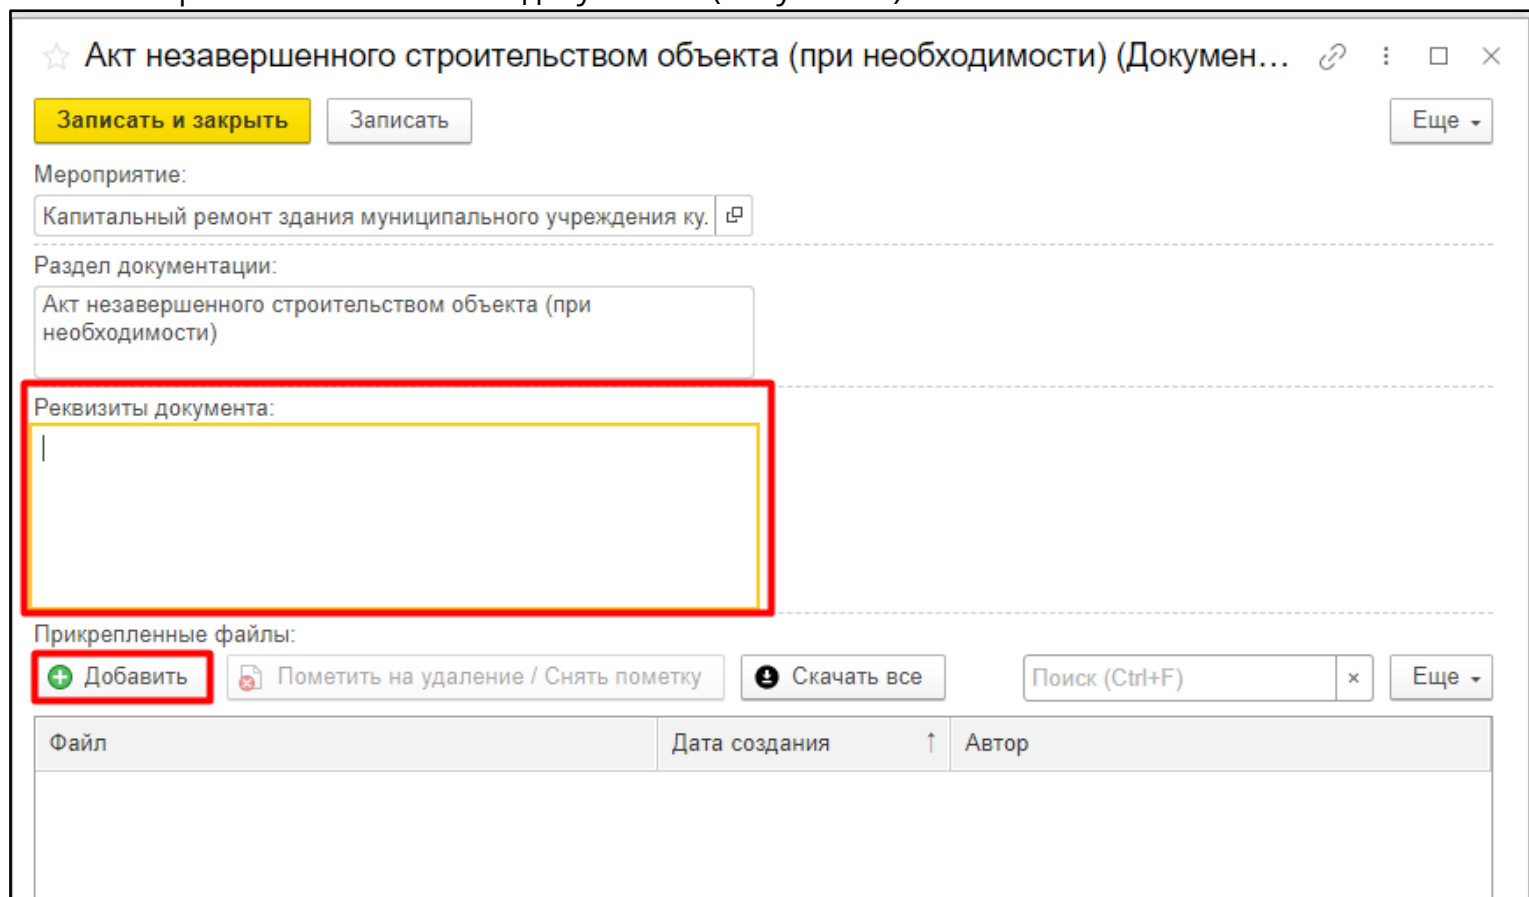 Акт незавершенного строительством объекта (при необходимости) (Докумен...
Записать и закрыть
Записать
Еще
Мероприятие:
Капитальный ремонт здания муниципального учреждения ку.
Раздел документации:
Акт незавершенного строительством объекта (при
необходимости)
Реквизиты документа:
Прикрепленные файлы:
Добавить
Пометить на удаление / Снять пометку
Скачать все
Поиск (Ctrl+F)
×
Еще
Файл
Дата создания
↑
Автор